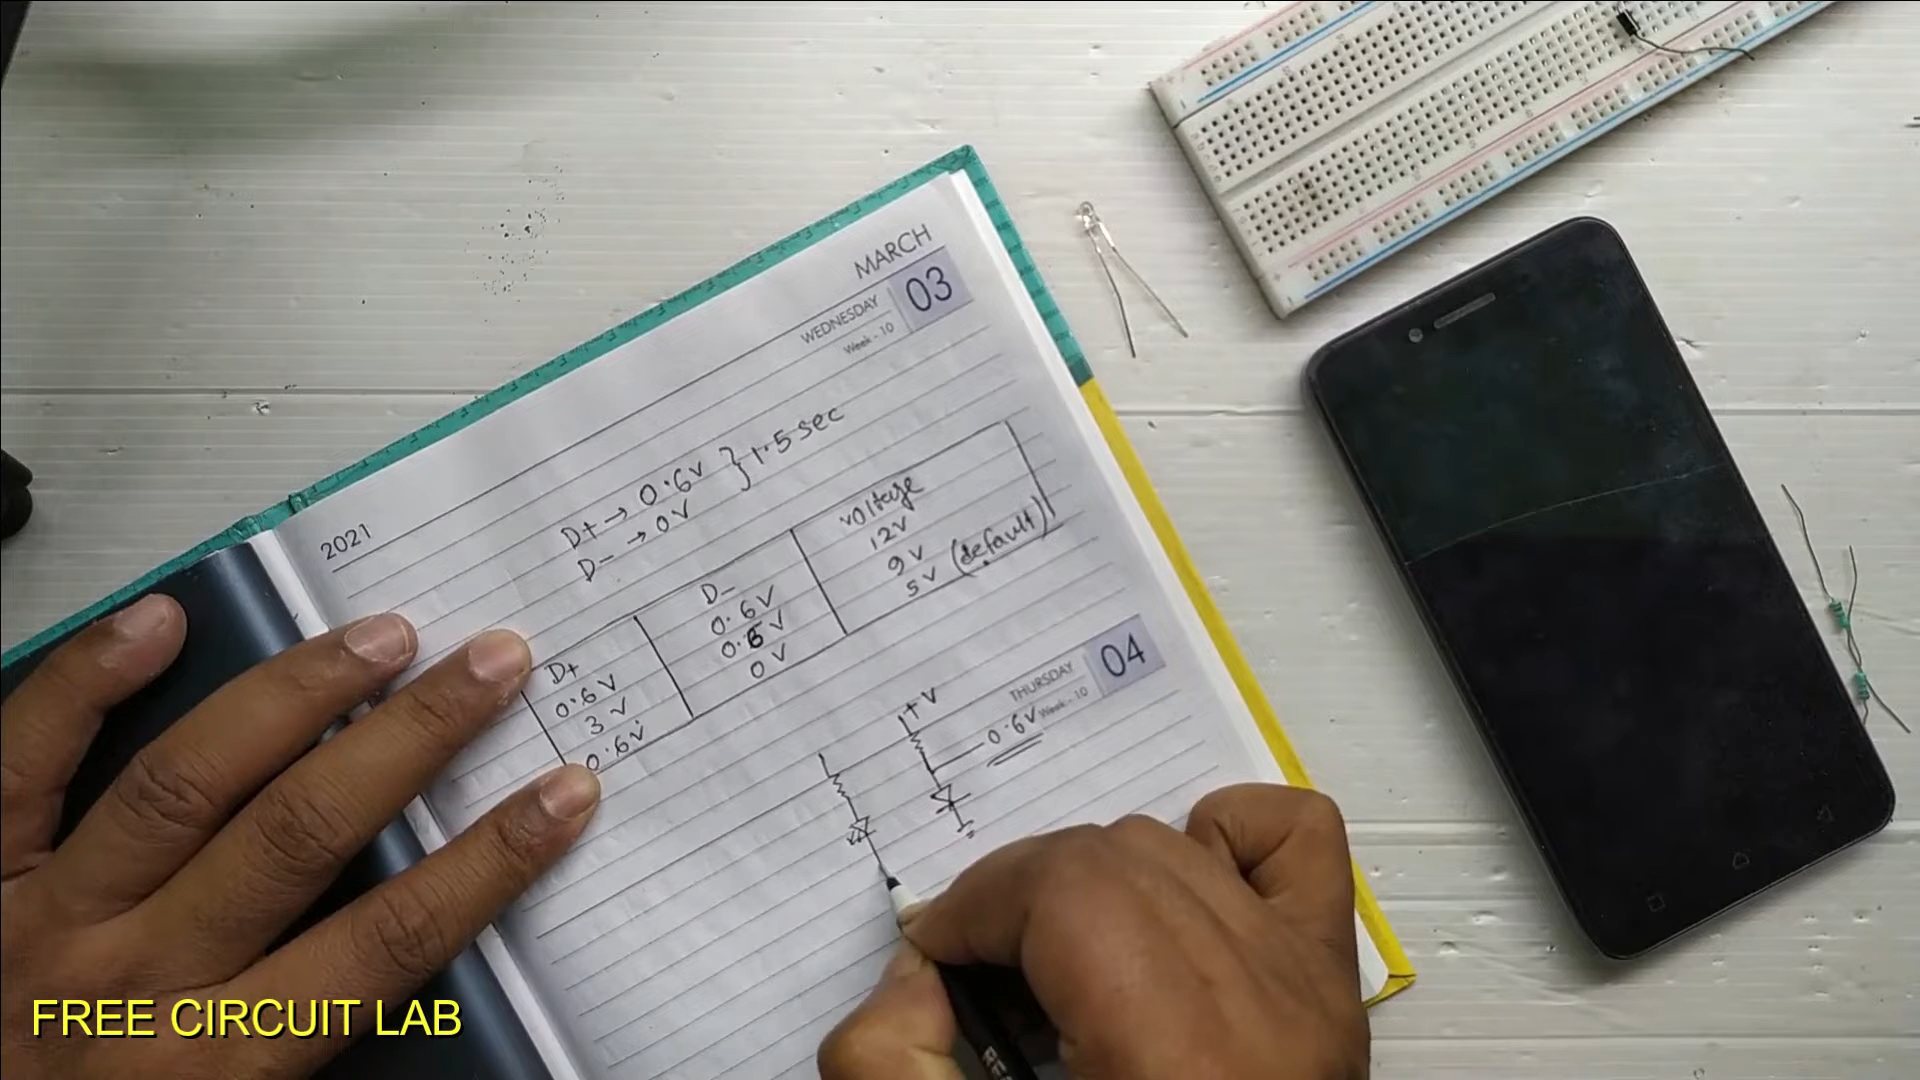 MARCH
WEDNESDAY 03
Week - 10
2021
D+ → 0.6V } 1.5 sec
D- → 0V
D+ D- voltage
0.6V 0.6V 12V
3V 0.6V 9V
0.6V 0V 5V (default)
THURSDAY 04
Week - 10
+V
0.6V
FREE CIRCUIT LAB